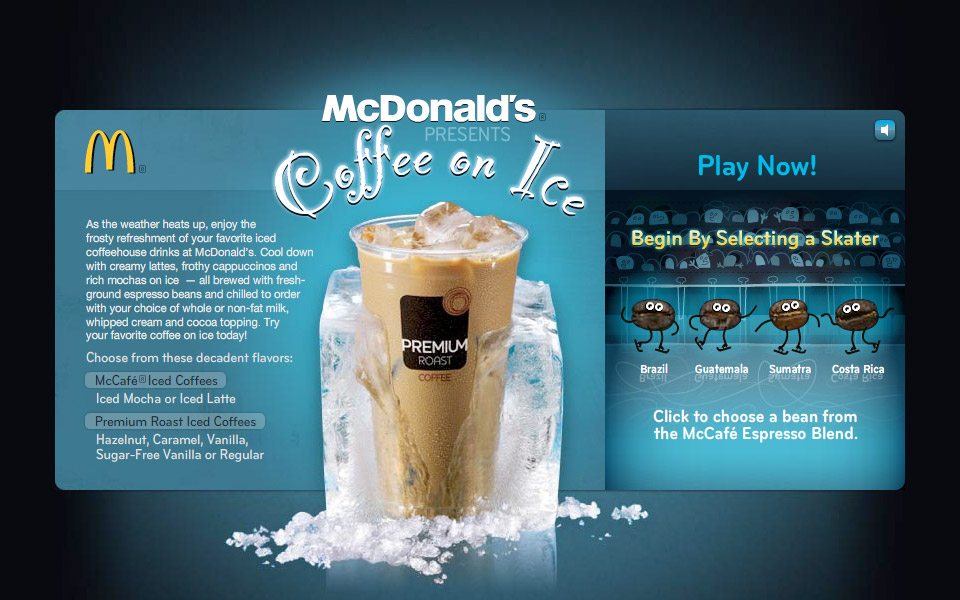 McDonald's®
PRESENTS
Coffee on Ice
®
As the weather heats up, enjoy the
frosty refreshment of your favorite iced
coffeehouse drinks at McDonald's. Cool down
with creamy lattes, frothy cappuccinos and
rich mochas on ice — all brewed with fresh-
ground espresso beans and chilled to order
with your choice of whole or non-fat milk,
whipped cream and cocoa topping. Try
your favorite coffee on ice today!
Choose from these decadent flavors:
McCafé® Iced Coffees
Iced Mocha or Iced Latte
Premium Roast Iced Coffees
Hazelnut, Caramel, Vanilla,
Sugar-Free Vanilla or Regular
PREMIUM
ROAST
COFFEE
Play Now!
Begin By Selecting a Skater
Brazil Guatemala Sumatra Costa Rica
Click to choose a bean from
the McCafé Espresso Blend.